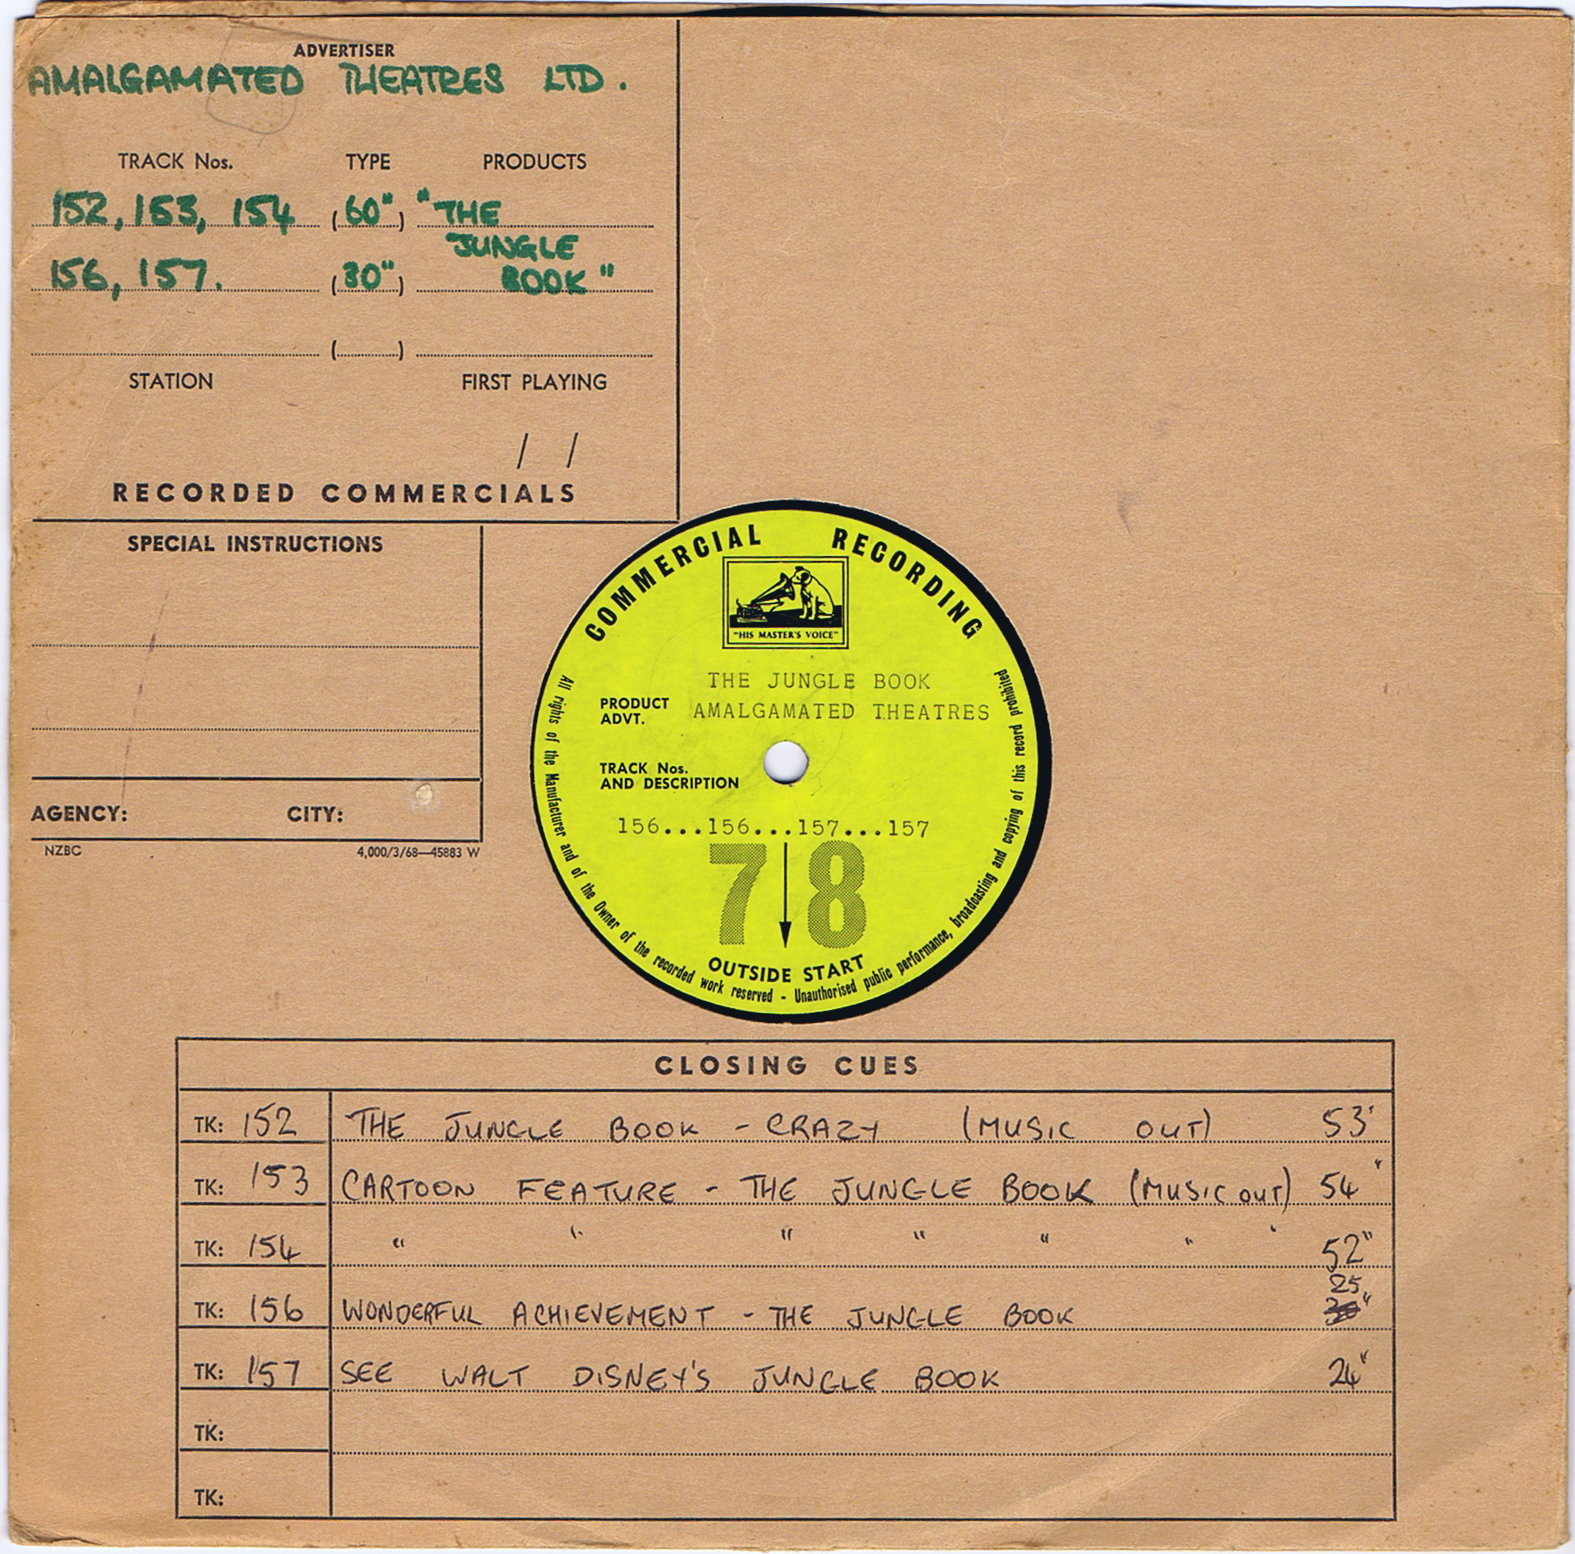 ADVERTISER
AMALGAMATED THEATRES LTD.
TRACK Nos. TYPE PRODUCTS
152, 153, 154 (60") "THE
JUNGLE
156, 157. (30") BOOK"
(......)
STATION FIRST PLAYING
/ /
RECORDED COMMERCIALS
SPECIAL INSTRUCTIONS
AGENCY: CITY:
NZBC 4,000/3/68—45883 W
COMMERCIAL RECORDING
"HIS MASTER'S VOICE"
THE JUNGLE BOOK
PRODUCT
ADVT. AMALGAMATED THEATRES
TRACK Nos.
AND DESCRIPTION
156...156...157...157
78
OUTSIDE START
All rights of the Manufacturer and of the Owner of the recorded work reserved - Unauthorised public performance, broadcasting and copying of this record prohibited
CLOSING CUES
TK: 152 THE JUNGLE BOOK - CRAZY (MUSIC OUT) 53'
TK: 153 CARTOON FEATURE - THE JUNGLE BOOK (MUSIC OUT) 54"
TK: 154 " " " " " " " 52"
25
TK: 156 WONDERFUL ACHIEVEMENT - THE JUNGLE BOOK "
TK: 157 SEE WALT DISNEY'S JUNGLE BOOK 24"
TK:
TK: